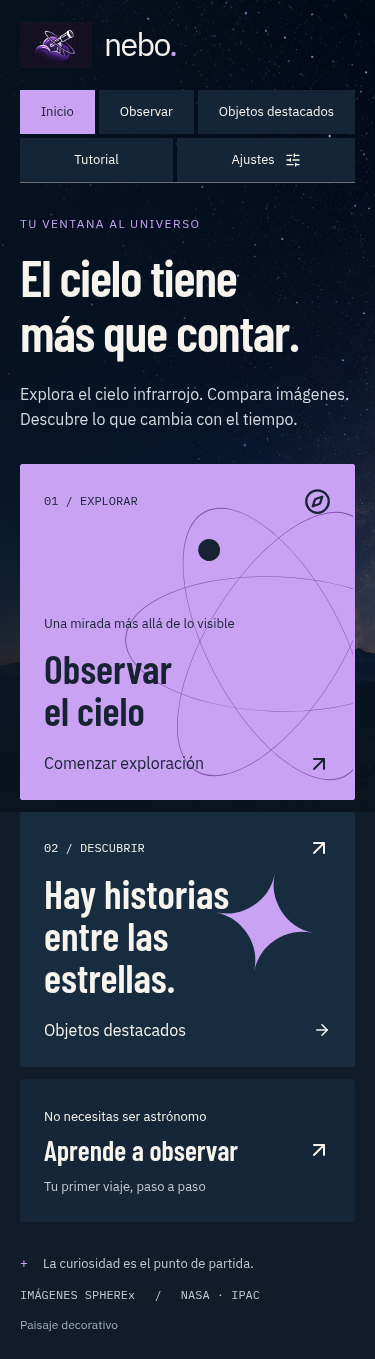 nebo.
Inicio
Observar
Objetos destacados
Tutorial
Ajustes
TU VENTANA AL UNIVERSO
El cielo tiene
más que contar.
Explora el cielo infrarrojo. Compara imágenes.
Descubre lo que cambia con el tiempo.
01 / EXPLORAR
Una mirada más allá de lo visible
Observar
el cielo
Comenzar exploración
02 / DESCUBRIR
Hay historias
entre las
estrellas.
Objetos destacados
No necesitas ser astrónomo
Aprende a observar
Tu primer viaje, paso a paso
+ La curiosidad es el punto de partida.
IMÁGENES SPHEREx / NASA · IPAC
Paisaje decorativo